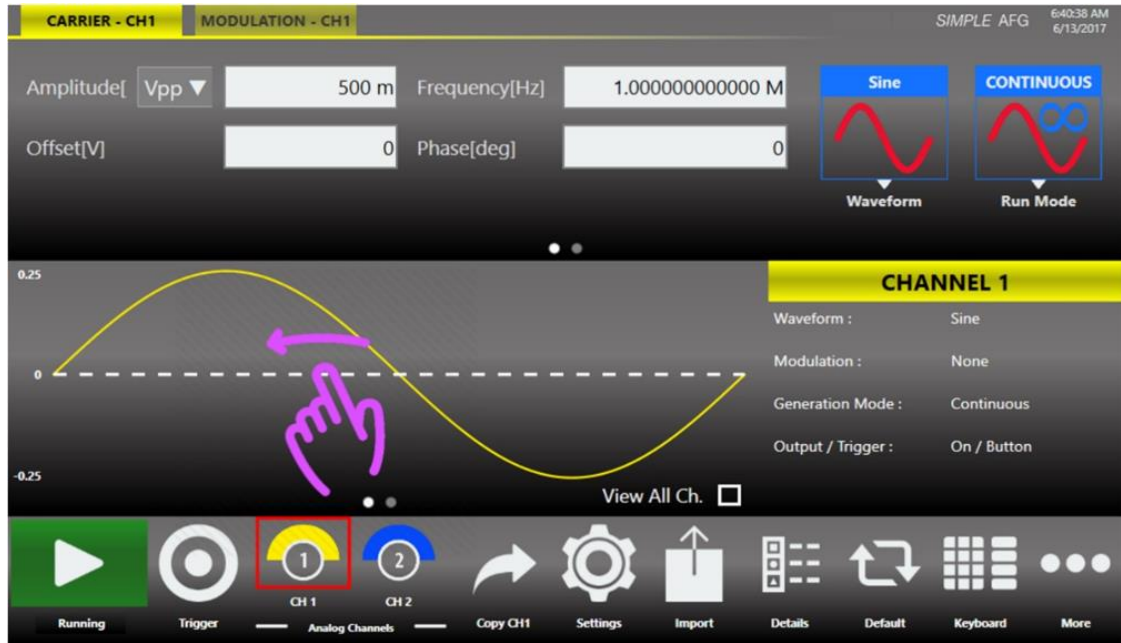 CARRIER - CH1 MODULATION - CH1 SIMPLE AFG 6:40:38 AM
6/13/2017
Amplitude[ Vpp ▼ 500 m Frequency[Hz] 1.000000000000 M Sine CONTINUOUS
Offset[V] 0 Phase[deg] 0
Waveform Run Mode
0.25 CHANNEL 1
Waveform : Sine
Modulation : None
0
Generation Mode : Continuous
Output / Trigger : On / Button
-0.25
View All Ch.
1 2
CH 1 CH 2
Running Trigger Analog Channels Copy CH1 Settings Import Details Default Keyboard More